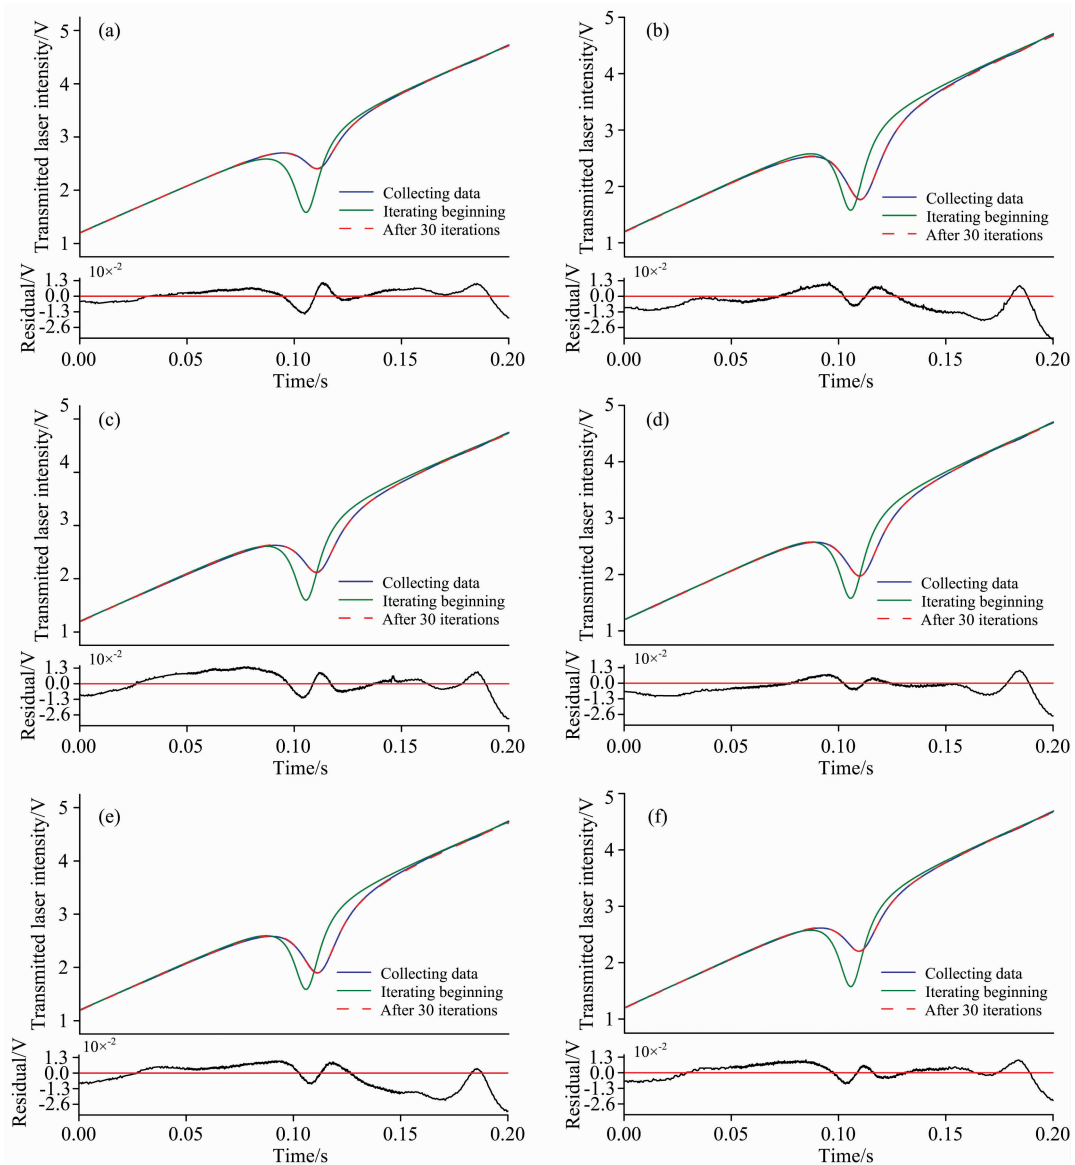 (a)
5
4
3
2
1
Transmitted laser intensity/V
Collecting data
Iterating beginning
After 30 iterations
10×⁻²
1.3
0.0
-1.3
-2.6
Residual/V
0.00 0.05 0.10 0.15 0.20
Time/s
(b)
5
4
3
2
1
Transmitted laser intensity/V
Collecting data
Iterating beginning
After 30 iterations
10×⁻²
1.3
0.0
-1.3
-2.6
Residual/V
0.00 0.05 0.10 0.15 0.20
Time/s
(c)
5
4
3
2
1
Transmitted laser intensity/V
Collecting data
Iterating beginning
After 30 iterations
10×⁻²
1.3
0.0
-1.3
-2.6
Residual/V
0.00 0.05 0.10 0.15 0.20
Time/s
(d)
5
4
3
2
1
Transmitted laser intensity/V
Collecting data
Iterating beginning
After 30 iterations
10×⁻²
1.3
0.0
-1.3
-2.6
Residual/V
0.00 0.05 0.10 0.15 0.20
Time/s
(e)
5
4
3
2
1
Transmitted laser intensity/V
Collecting data
Iterating beginning
After 30 iterations
10×⁻²
1.3
0.0
-1.3
-2.6
Residual/V
0.00 0.05 0.10 0.15 0.20
Time/s
(f)
5
4
3
2
1
Transmitted laser intensity/V
Collecting data
Iterating beginning
After 30 iterations
10×⁻²
1.3
0.0
-1.3
-2.6
Residual/V
0.00 0.05 0.10 0.15 0.20
Time/s